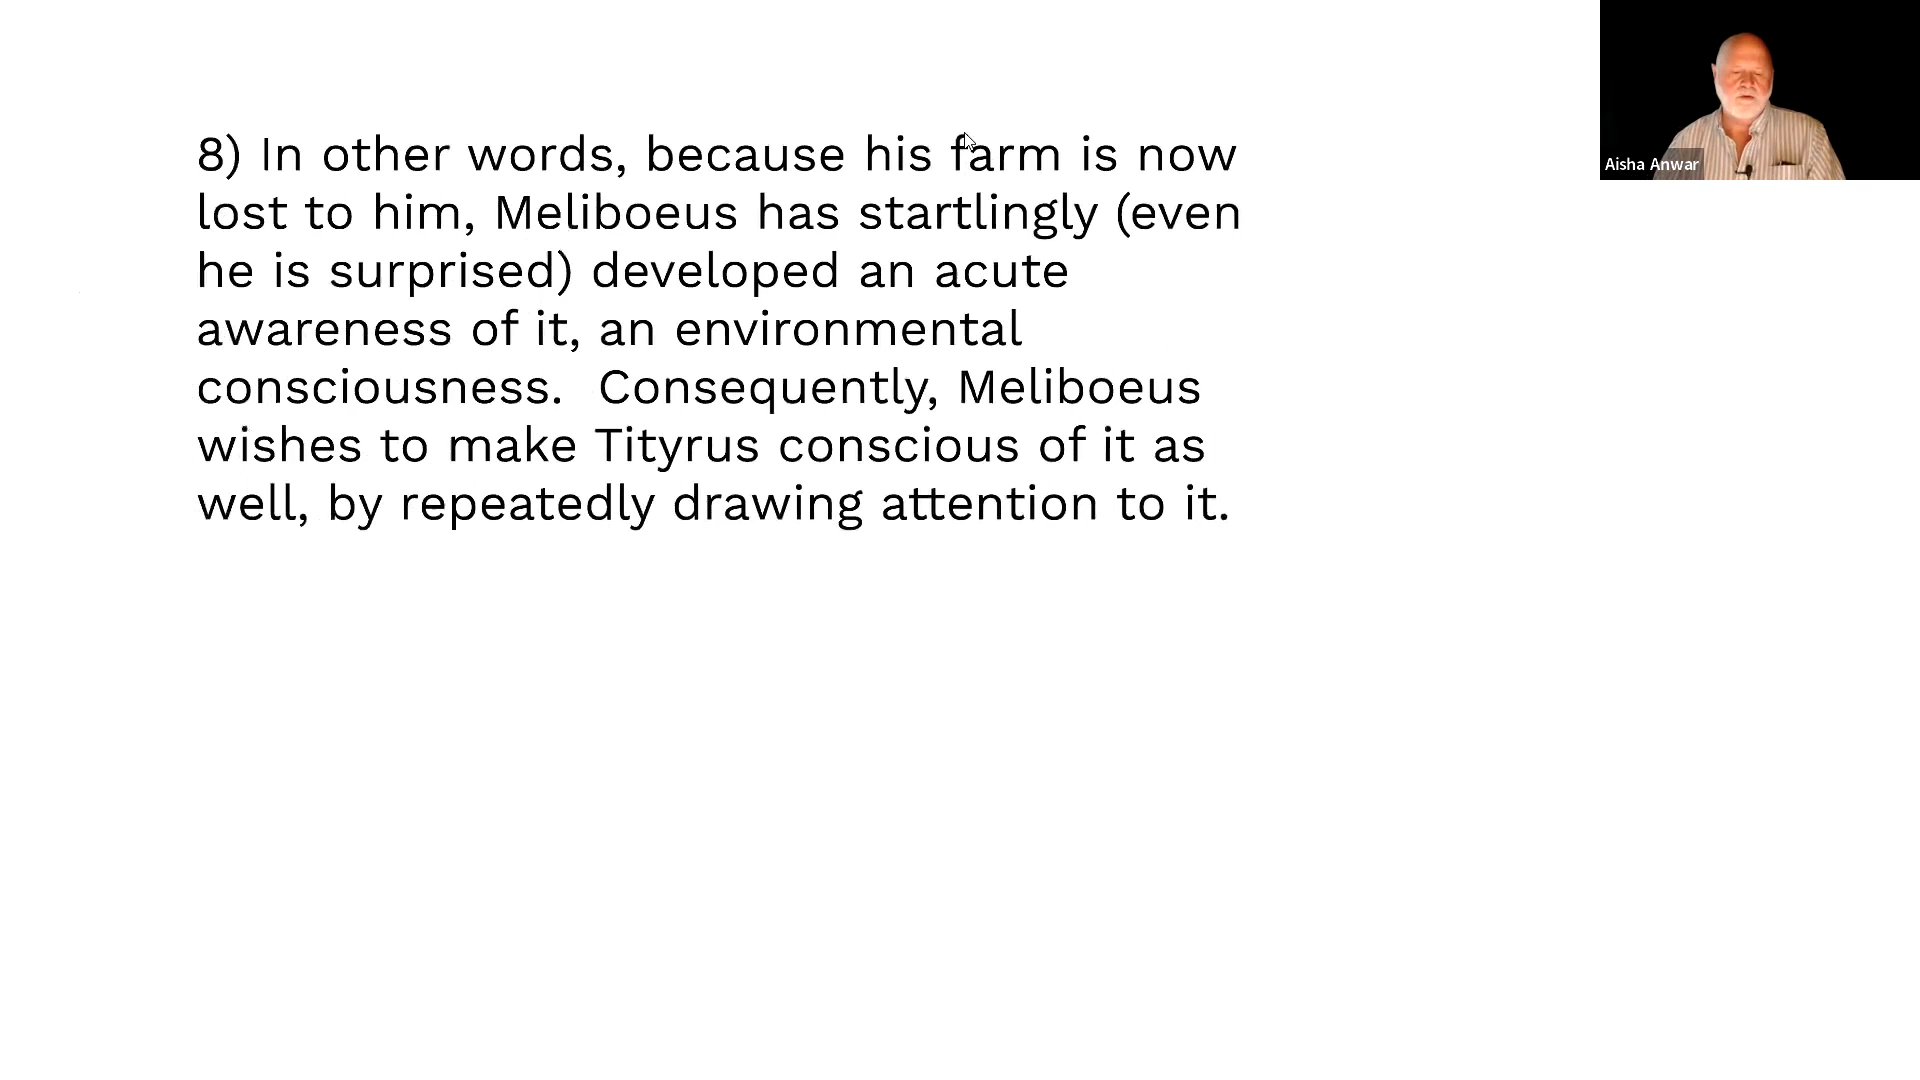 8) In other words, because his farm is now
lost to him, Meliboeus has startlingly (even
he is surprised) developed an acute
awareness of it, an environmental
consciousness.  Consequently, Meliboeus
wishes to make Tityrus conscious of it as
well, by repeatedly drawing attention to it.
Aisha Anwar